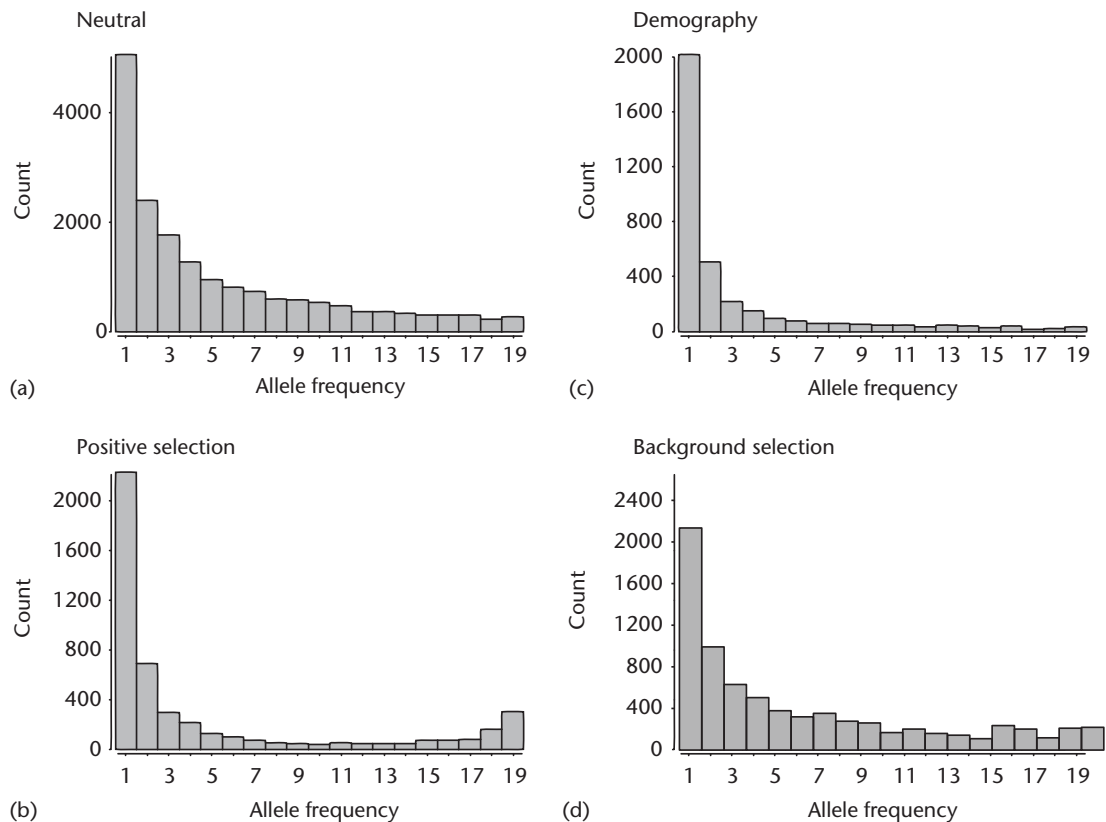 Neutral
4000
2000
0
Count
1 3 5 7 9 11 13 15 17 19
Allele frequency
(a)
Demography
2000
1600
1200
800
400
0
Count
1 3 5 7 9 11 13 15 17 19
Allele frequency
(c)
Positive selection
2000
1600
1200
800
400
0
Count
1 3 5 7 9 11 13 15 17 19
Allele frequency
(b)
Background selection
2400
2000
1600
1200
800
400
0
Count
1 3 5 7 9 11 13 15 17 19
Allele frequency
(d)